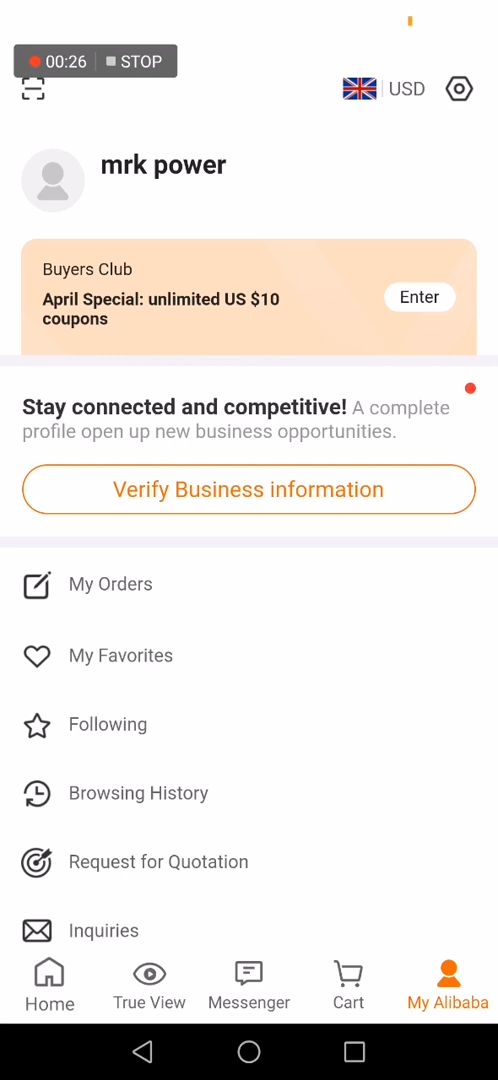 00:26 STOP
USD
mrk power
Buyers Club
April Special: unlimited US $10
coupons
Enter
Stay connected and competitive! A complete
profile open up new business opportunities.
Verify Business information
My Orders
My Favorites
Following
Browsing History
Request for Quotation
Inquiries
Home
True View
Messenger
Cart
My Alibaba